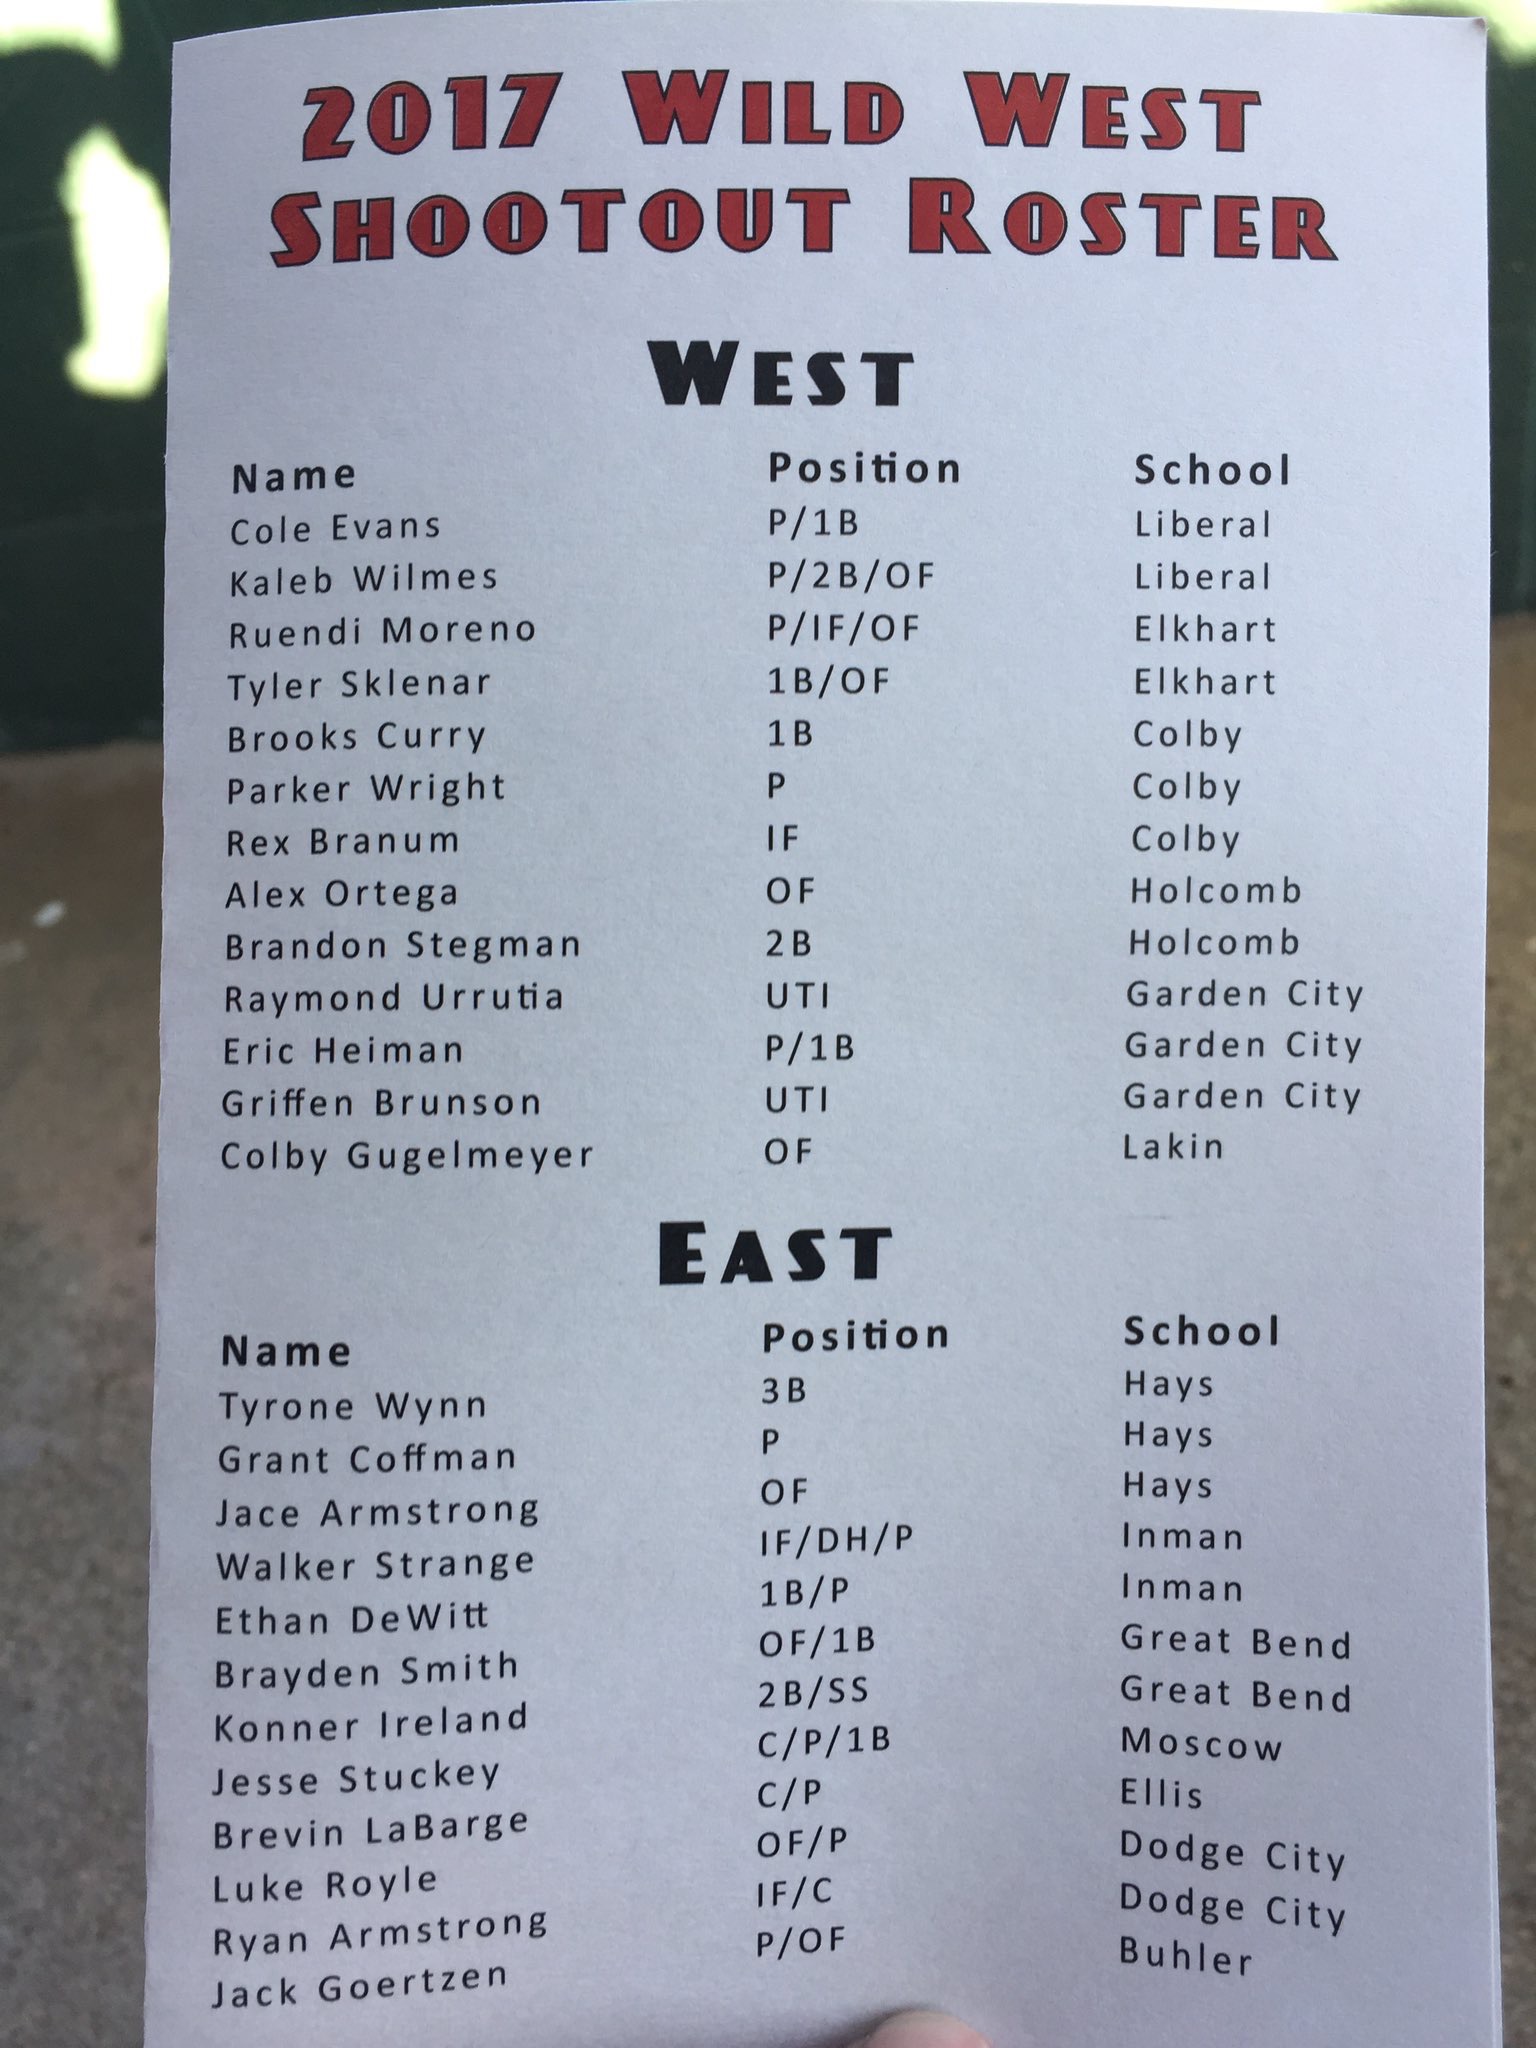 2017 Wild West
Shootout Roster
West
Name Position School
Cole Evans P/1B Liberal
Kaleb Wilmes P/2B/OF Liberal
Ruendi Moreno P/IF/OF Elkhart
Tyler Sklenar 1B/OF Elkhart
Brooks Curry 1B Colby
Parker Wright P Colby
Rex Branum IF Colby
Alex Ortega OF Holcomb
Brandon Stegman 2B Holcomb
Raymond Urrutia UTI Garden City
Eric Heiman P/1B Garden City
Griffen Brunson UTI Garden City
Colby Gugelmeyer OF Lakin
East
Name Position School
Tyrone Wynn 3B Hays
Grant Coffman P Hays
Jace Armstrong OF Hays
Walker Strange IF/DH/P Inman
Ethan DeWitt 1B/P Inman
Brayden Smith OF/1B Great Bend
Konner Ireland 2B/SS Great Bend
Jesse Stuckey C/P/1B Moscow
Brevin LaBarge C/P Ellis
Luke Royle OF/P Dodge City
Ryan Armstrong IF/C Dodge City
Jack Goertzen P/OF Buhler